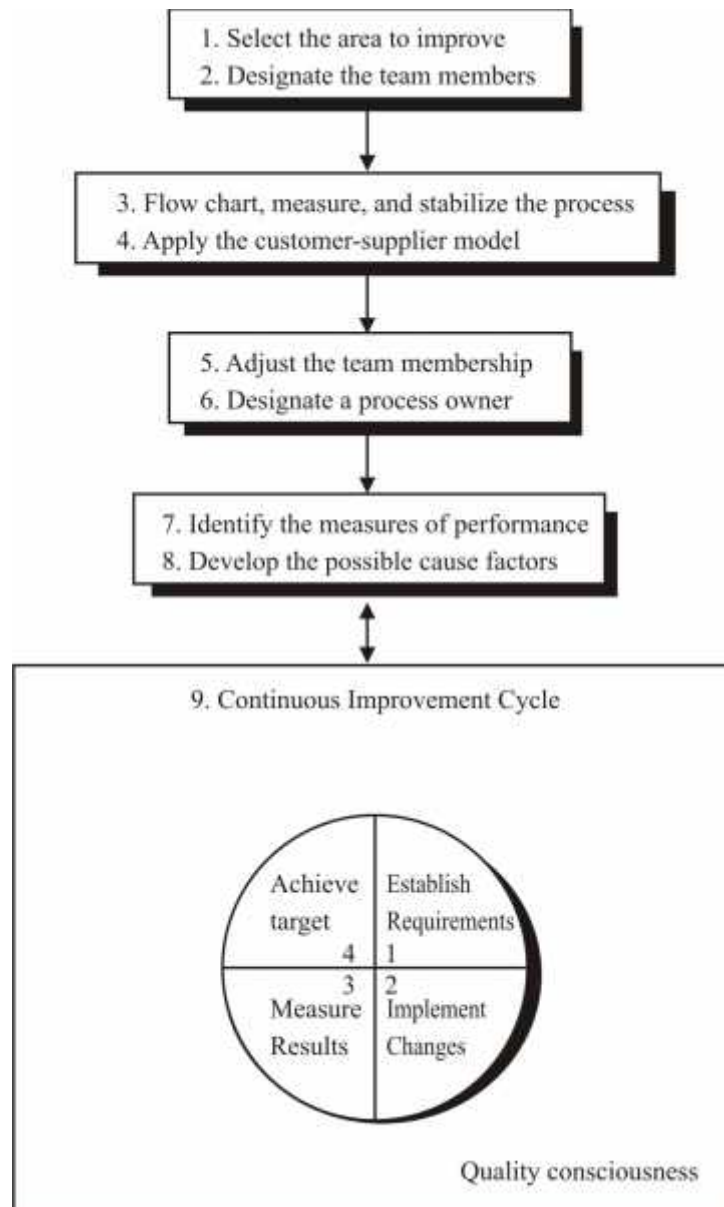 1. Select the area to improve
2. Designate the team members
3. Flow chart, measure, and stabilize the process
4. Apply the customer-supplier model
5. Adjust the team membership
6. Designate a process owner
7. Identify the measures of performance
8. Develop the possible cause factors
9. Continuous Improvement Cycle
Achieve
target
4
Establish
Requirements
1
3
Measure
Results
2
Implement
Changes
Quality consciousness